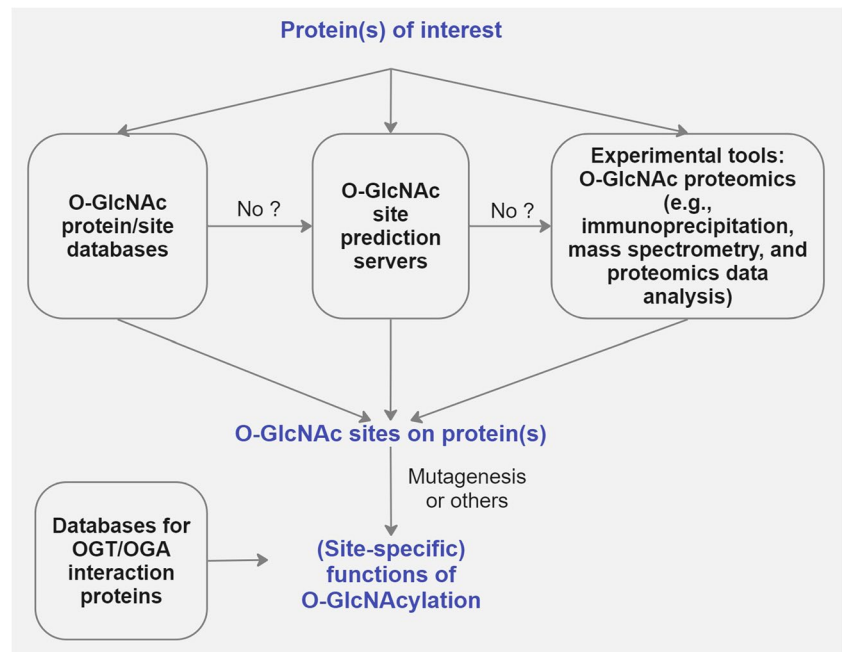 Protein(s) of interest
O-GlcNAc
protein/site
databases
No ?
O-GlcNAc
site
prediction
servers
No ?
Experimental tools:
O-GlcNAc proteomics
(e.g.,
immunoprecipitation,
mass spectrometry, and
proteomics data
analysis)
O-GlcNAc sites on protein(s)
Mutagenesis
or others
Databases for
OGT/OGA
interaction
proteins
(Site-specific)
functions of
O-GlcNAcylation